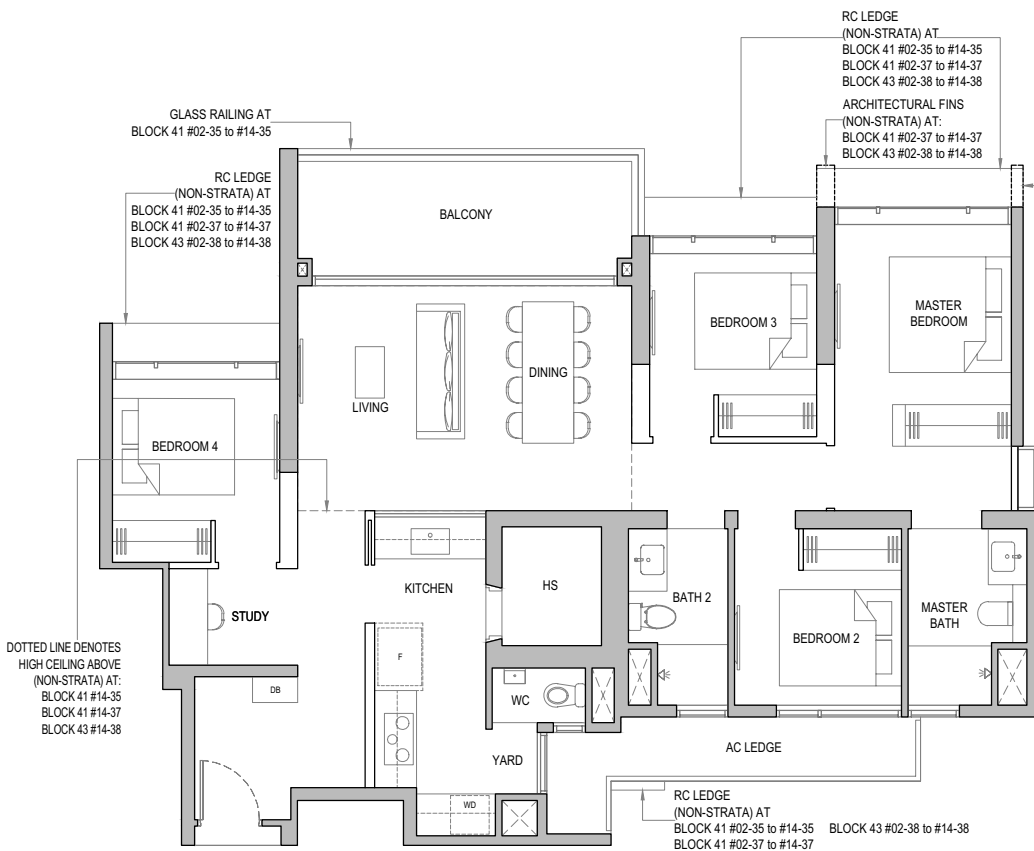 RC LEDGE
(NON-STRATA) AT
BLOCK 41 #02-35 to #14-35
BLOCK 41 #02-37 to #14-37
BLOCK 43 #02-38 to #14-38
ARCHITECTURAL FINS
(NON-STRATA) AT:
BLOCK 41 #02-37 to #14-37
BLOCK 43 #02-38 to #14-38
GLASS RAILING AT
BLOCK 41 #02-35 to #14-35
RC LEDGE
(NON-STRATA) AT
BLOCK 41 #02-35 to #14-35
BLOCK 41 #02-37 to #14-37
BLOCK 43 #02-38 to #14-38
BALCONY
BEDROOM 3
MASTER
BEDROOM
DINING
LIVING
BEDROOM 4
KITCHEN
HS
BATH 2
BEDROOM 2
MASTER
BATH
STUDY
DOTTED LINE DENOTES
HIGH CEILING ABOVE
(NON-STRATA) AT:
BLOCK 41 #14-35
BLOCK 41 #14-37
BLOCK 43 #14-38
F
DB
WC
YARD
AC LEDGE
WD
RC LEDGE
(NON-STRATA) AT
BLOCK 41 #02-35 to #14-35 BLOCK 43 #02-38 to #14-38
BLOCK 41 #02-37 to #14-37